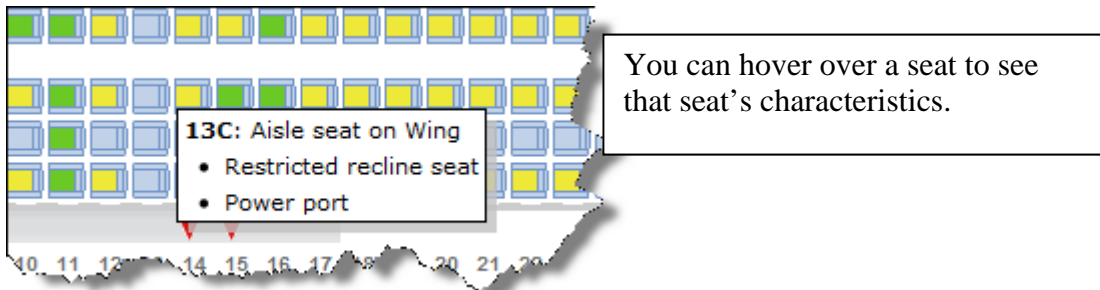 You can hover over a seat to see
that seat's characteristics.
13C: Aisle seat on Wing
• Restricted recline seat
• Power port
10 11 12 14 15 16 17 20 21